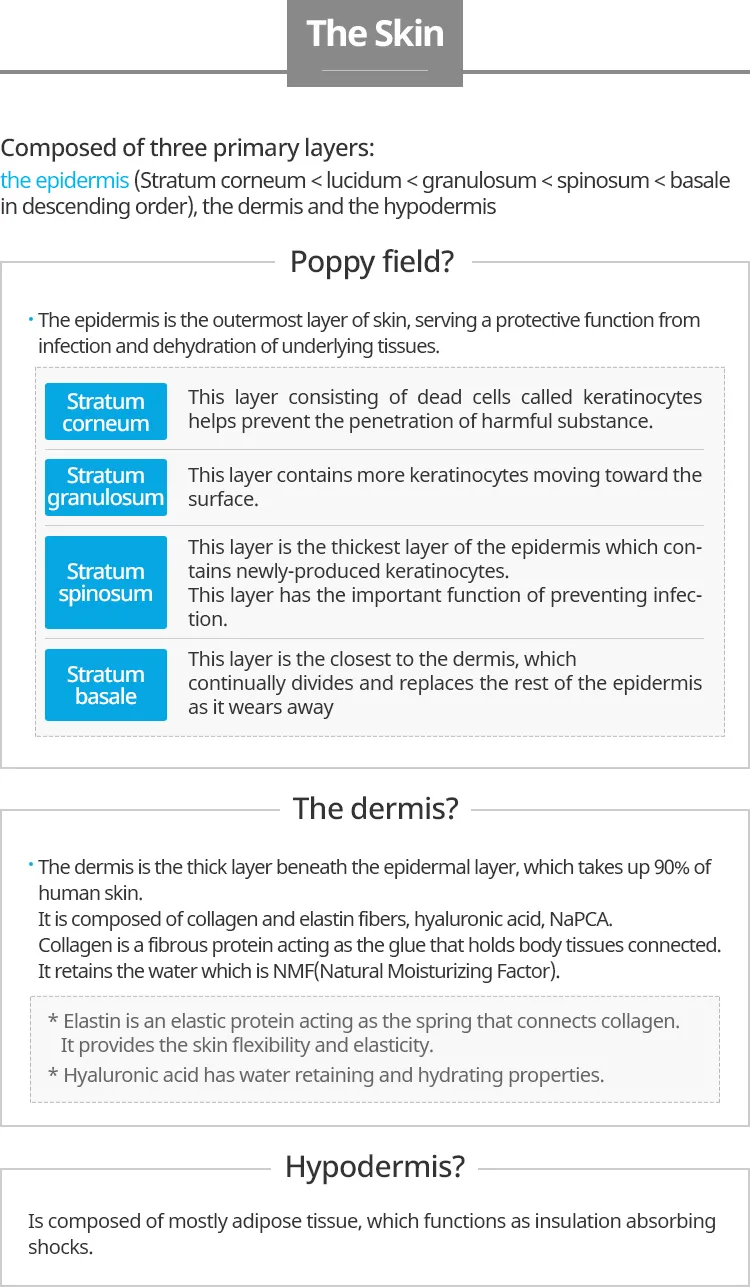 The Skin
Composed of three primary layers:
the epidermis (Stratum corneum < lucidum < granulosum < spinosum < basale
in descending order), the dermis and the hypodermis
Poppy field?
· The epidermis is the outermost layer of skin, serving a protective function from
infection and dehydration of underlying tissues.
Stratum
corneum
This layer consisting of dead cells called keratinocytes
helps prevent the penetration of harmful substance.
Stratum
granulosum
This layer contains more keratinocytes moving toward the
surface.
Stratum
spinosum
This layer is the thickest layer of the epidermis which con-
tains newly-produced keratinocytes.
This layer has the important function of preventing infec-
tion.
Stratum
basale
This layer is the closest to the dermis, which
continually divides and replaces the rest of the epidermis
as it wears away
The dermis?
· The dermis is the thick layer beneath the epidermal layer, which takes up 90% of
human skin.
It is composed of collagen and elastin fibers, hyaluronic acid, NaPCA.
Collagen is a fibrous protein acting as the glue that holds body tissues connected.
It retains the water which is NMF(Natural Moisturizing Factor).
* Elastin is an elastic protein acting as the spring that connects collagen.
It provides the skin flexibility and elasticity.
* Hyaluronic acid has water retaining and hydrating properties.
Hypodermis?
Is composed of mostly adipose tissue, which functions as insulation absorbing
shocks.